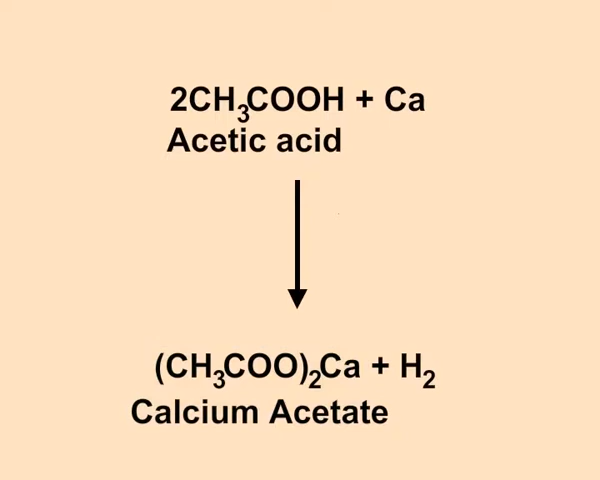 2CH₃COOH + Ca
Acetic acid
(CH₃COO)₂Ca + H₂
Calcium Acetate